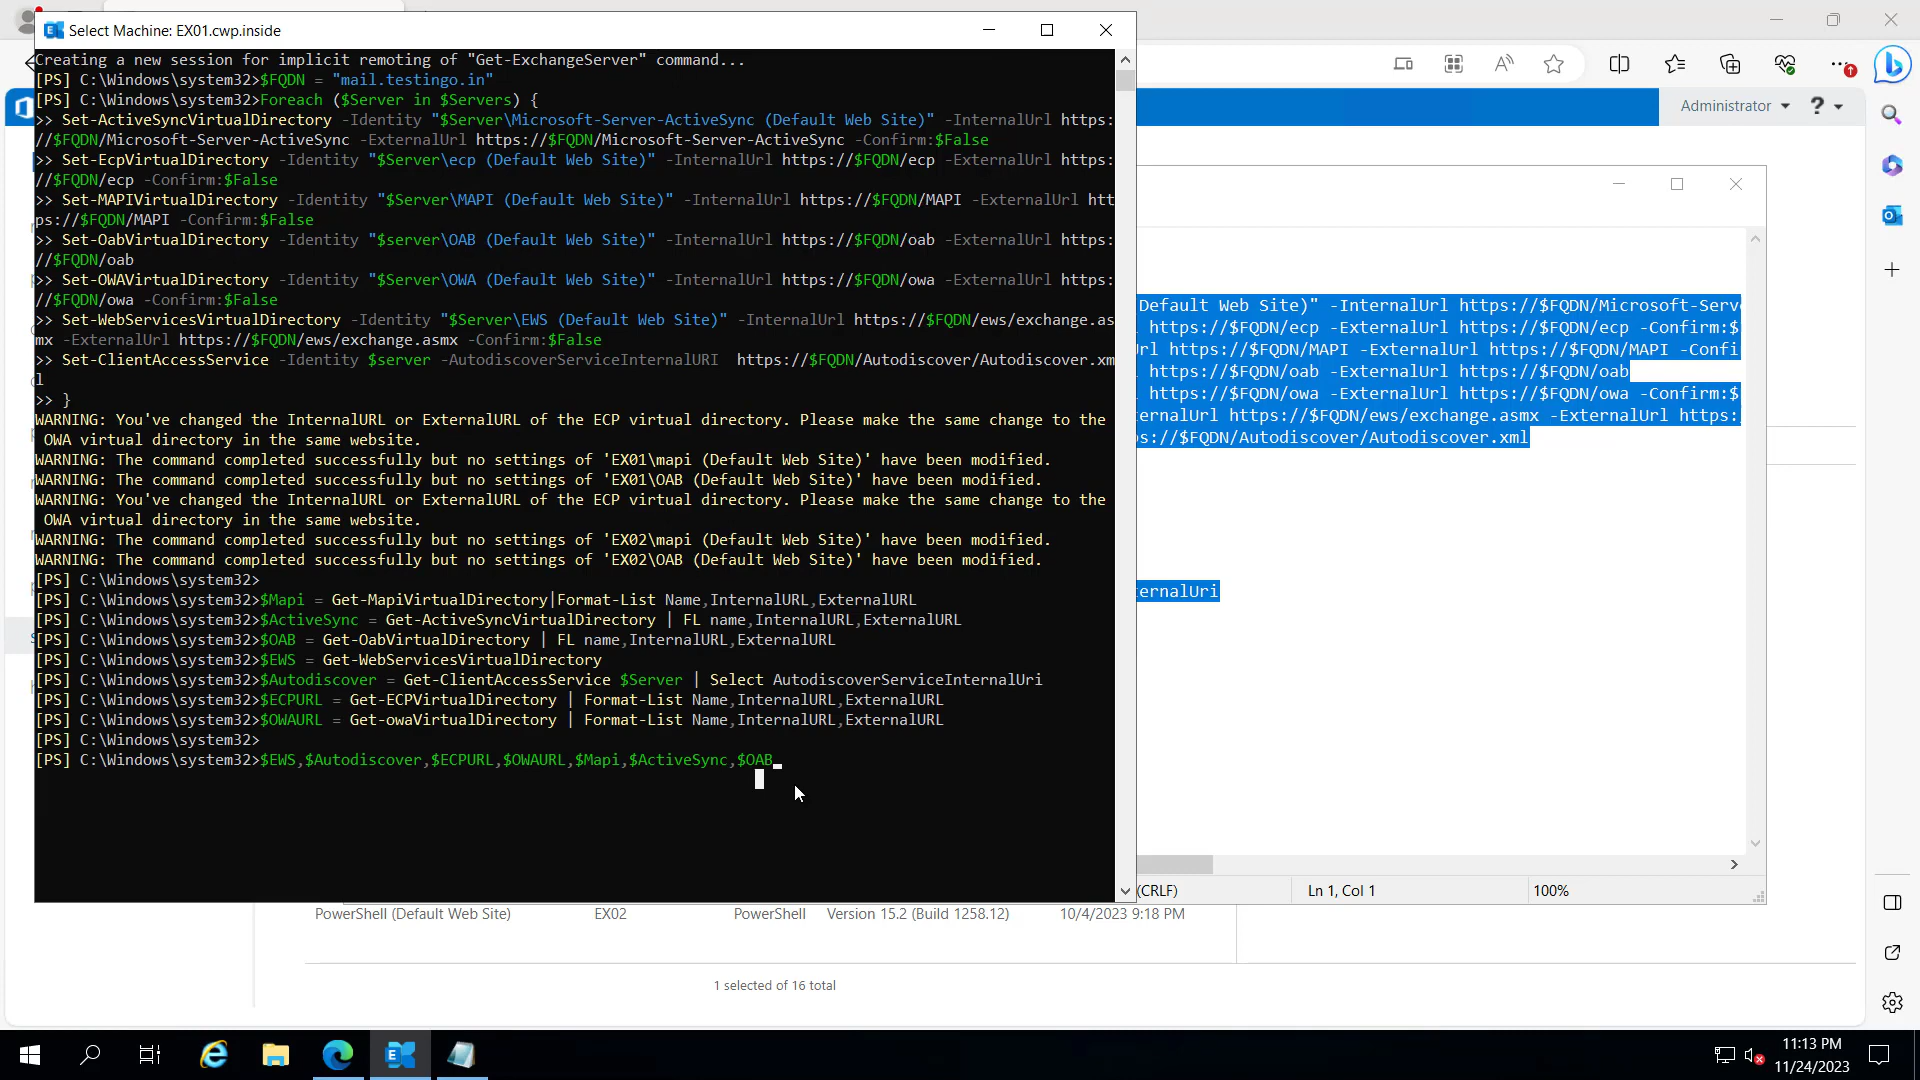 Select Machine: EX01.cwp.inside
Creating a new session for implicit remoting of "Get-ExchangeServer" command...
[PS] C:\Windows\system32>$FQDN = "mail.testingo.in"
[PS] C:\Windows\system32>Foreach ($Server in $Servers) {
>> Set-ActiveSyncVirtualDirectory -Identity "$Server\Microsoft-Server-ActiveSync (Default Web Site)" -InternalUrl https:
//$FQDN/Microsoft-Server-ActiveSync -ExternalUrl https://$FQDN/Microsoft-Server-ActiveSync -Confirm:$False
>> Set-EcpVirtualDirectory -Identity "$Server\ecp (Default Web Site)" -InternalUrl https://$FQDN/ecp -ExternalUrl https:
//$FQDN/ecp -Confirm:$False
>> Set-MAPIVirtualDirectory -Identity "$Server\MAPI (Default Web Site)" -InternalUrl https://$FQDN/MAPI -ExternalUrl htt
ps://$FQDN/MAPI -Confirm:$False
>> Set-OabVirtualDirectory -Identity "$server\OAB (Default Web Site)" -InternalUrl https://$FQDN/oab -ExternalUrl https:
//$FQDN/oab
>> Set-OWAVirtualDirectory -Identity "$Server\OWA (Default Web Site)" -InternalUrl https://$FQDN/owa -ExternalUrl https:
//$FQDN/owa -Confirm:$False
>> Set-WebServicesVirtualDirectory -Identity "$Server\EWS (Default Web Site)" -InternalUrl https://$FQDN/ews/exchange.as
mx -ExternalUrl https://$FQDN/ews/exchange.asmx -Confirm:$False
>> Set-ClientAccessService -Identity $server -AutodiscoverServiceInternalURI  https://$FQDN/Autodiscover/Autodiscover.xm
l
>> }
WARNING: You've changed the InternalURL or ExternalURL of the ECP virtual directory. Please make the same change to the
 OWA virtual directory in the same website.
WARNING: The command completed successfully but no settings of 'EX01\mapi (Default Web Site)' have been modified.
WARNING: The command completed successfully but no settings of 'EX01\OAB (Default Web Site)' have been modified.
WARNING: You've changed the InternalURL or ExternalURL of the ECP virtual directory. Please make the same change to the
 OWA virtual directory in the same website.
WARNING: The command completed successfully but no settings of 'EX02\mapi (Default Web Site)' have been modified.
WARNING: The command completed successfully but no settings of 'EX02\OAB (Default Web Site)' have been modified.
[PS] C:\Windows\system32>
[PS] C:\Windows\system32>$Mapi = Get-MapiVirtualDirectory|Format-List Name,InternalURL,ExternalURL
[PS] C:\Windows\system32>$ActiveSync = Get-ActiveSyncVirtualDirectory | FL name,InternalURL,ExternalURL
[PS] C:\Windows\system32>$OAB = Get-OabVirtualDirectory | FL name,InternalURL,ExternalURL
[PS] C:\Windows\system32>$EWS = Get-WebServicesVirtualDirectory
[PS] C:\Windows\system32>$Autodiscover = Get-ClientAccessService $Server | Select AutodiscoverServiceInternalUri
[PS] C:\Windows\system32>$ECPURL = Get-ECPVirtualDirectory | Format-List Name,InternalURL,ExternalURL
[PS] C:\Windows\system32>$OWAURL = Get-owaVirtualDirectory | Format-List Name,InternalURL,ExternalURL
[PS] C:\Windows\system32>
[PS] C:\Windows\system32>$EWS,$Autodiscover,$ECPURL,$OWAURL,$Mapi,$ActiveSync,$OAB
Administrator
?
Default Web Site)" -InternalUrl https://$FQDN/Microsoft-Serv
https://$FQDN/ecp -ExternalUrl https://$FQDN/ecp -Confirm:$
rl https://$FQDN/MAPI -ExternalUrl https://$FQDN/MAPI -Confi
https://$FQDN/oab -ExternalUrl https://$FQDN/oab
https://$FQDN/owa -ExternalUrl https://$FQDN/owa -Confirm:$
ernalUrl https://$FQDN/ews/exchange.asmx -ExternalUrl https:
s://$FQDN/Autodiscover/Autodiscover.xml
ernalUri
(CRLF)
Ln 1, Col 1
100%
PowerShell (Default Web Site) EX02 PowerShell Version 15.2 (Build 1258.12) 10/4/2023 9:18 PM
1 selected of 16 total
11:13 PM
11/24/2023